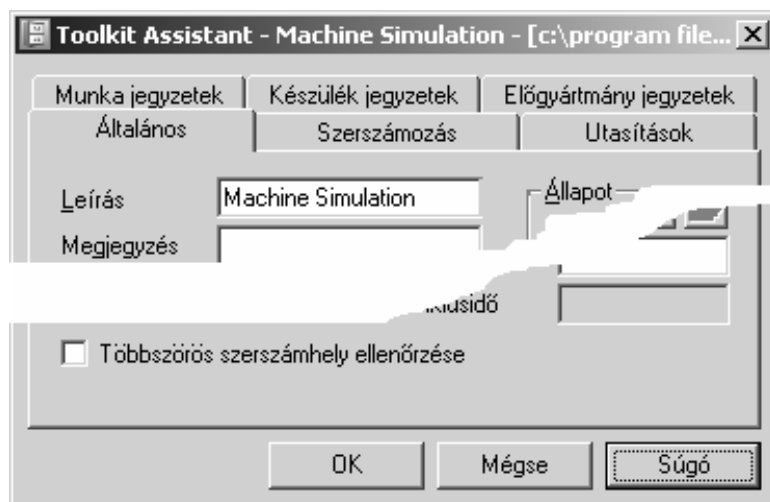 Toolkit Assistant - Machine Simulation - [c:\program file...
Munka jegyzetek Készülék jegyzetek Előgyártmány jegyzetek
Általános Szerszámozás Utasítások
Leírás Machine Simulation Állapot
Megjegyzés
Többszörös szerszámhely ellenőrzése
OK Mégse Súgó